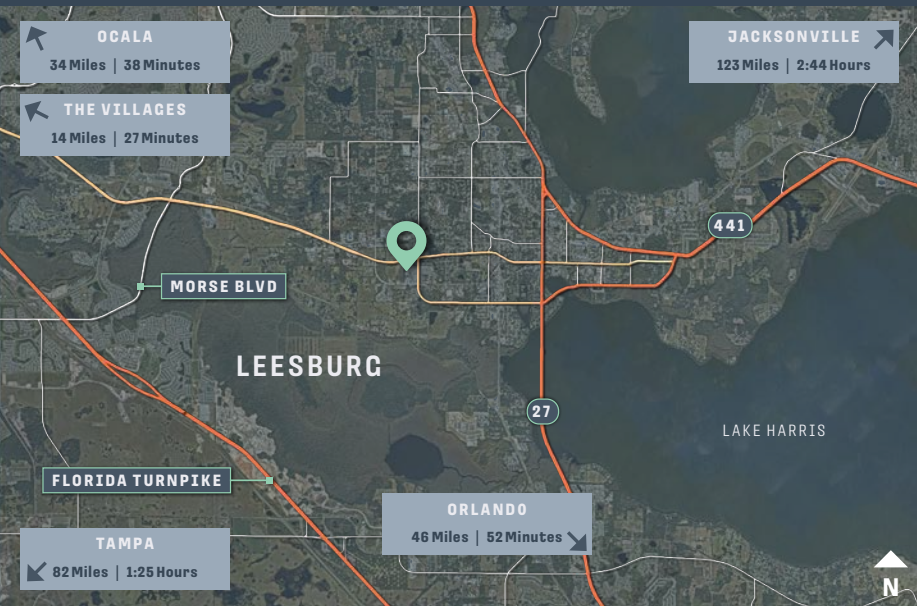 OCALA
34 Miles | 38 Minutes
JACKSONVILLE
123 Miles | 2:44 Hours
THE VILLAGES
14 Miles | 27 Minutes
441
MORSE BLVD
LEESBURG
27
LAKE HARRIS
FLORIDA TURNPIKE
ORLANDO
46 Miles | 52 Minutes
TAMPA
82 Miles | 1:25 Hours
N